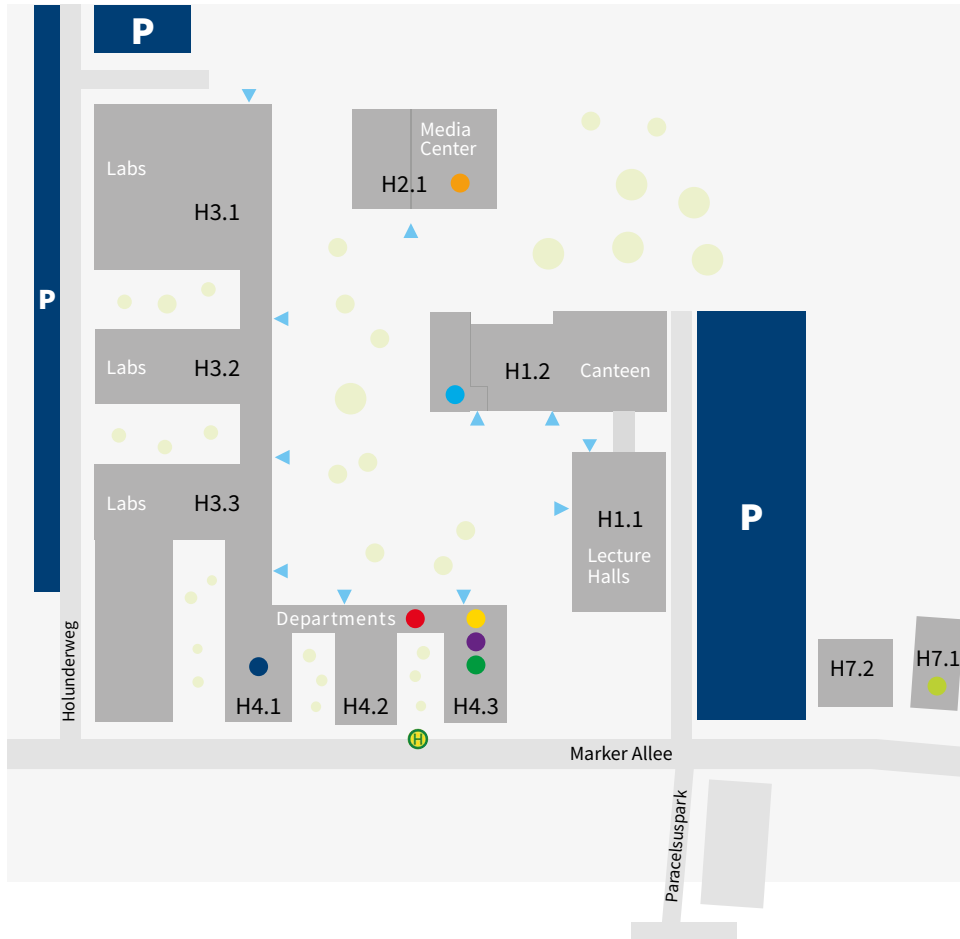 P
Labs
H3.1
Media
Center
H2.1
P
Labs
H3.2
H1.2
Canteen
Labs
H3.3
H1.1
Lecture
Halls
P
Departments
Holunderweg
H4.1
H4.2
H4.3
H7.2
H7.1
H
Marker Allee
Paracelsuspark